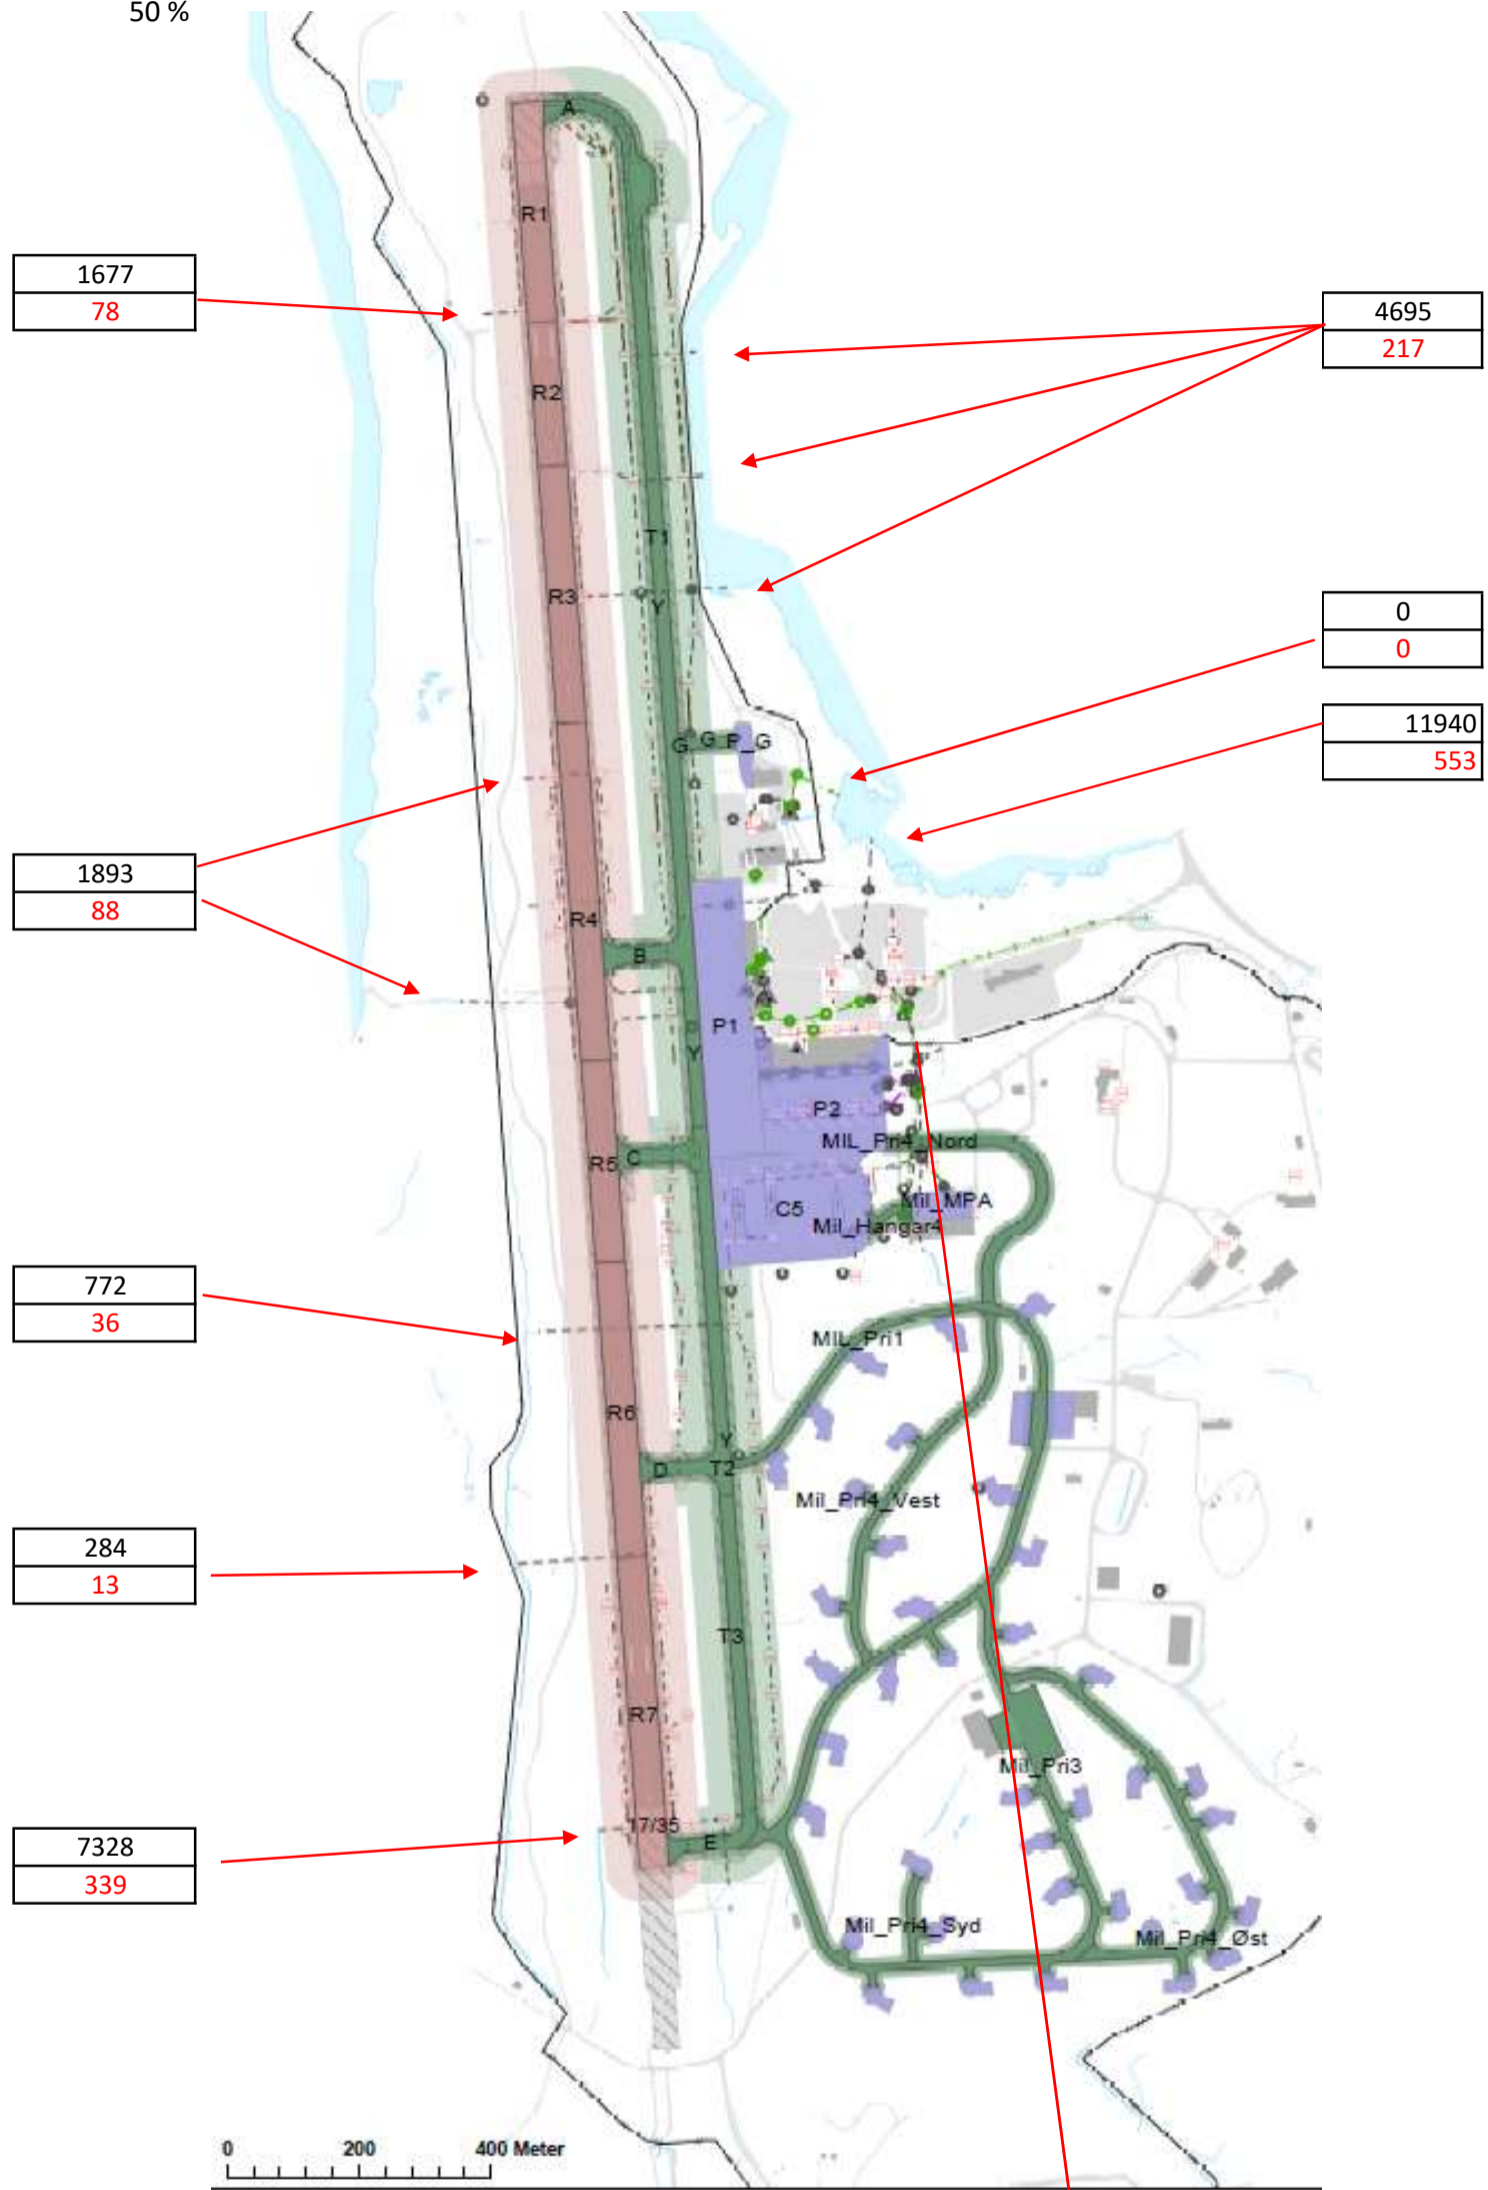 50 %
A
R1
1677
78
4695
217
R2
T1
R3
Y
0
0
11940
553
G
G
P_G
1893
88
R4
B
P1
Y
P2
MIL_Pri4_Nord
R5
C
Mil_MPA
C5
Mil_Hangar4
772
36
MIL_Pri1
R6
Y
D
T2
Mil_Pri4_Vest
284
13
T3
R7
Mil_Pri3
17/35
E
7328
339
Mil_Pri4_Syd
Mil_Pri4_Øst
0
200
400 Meter